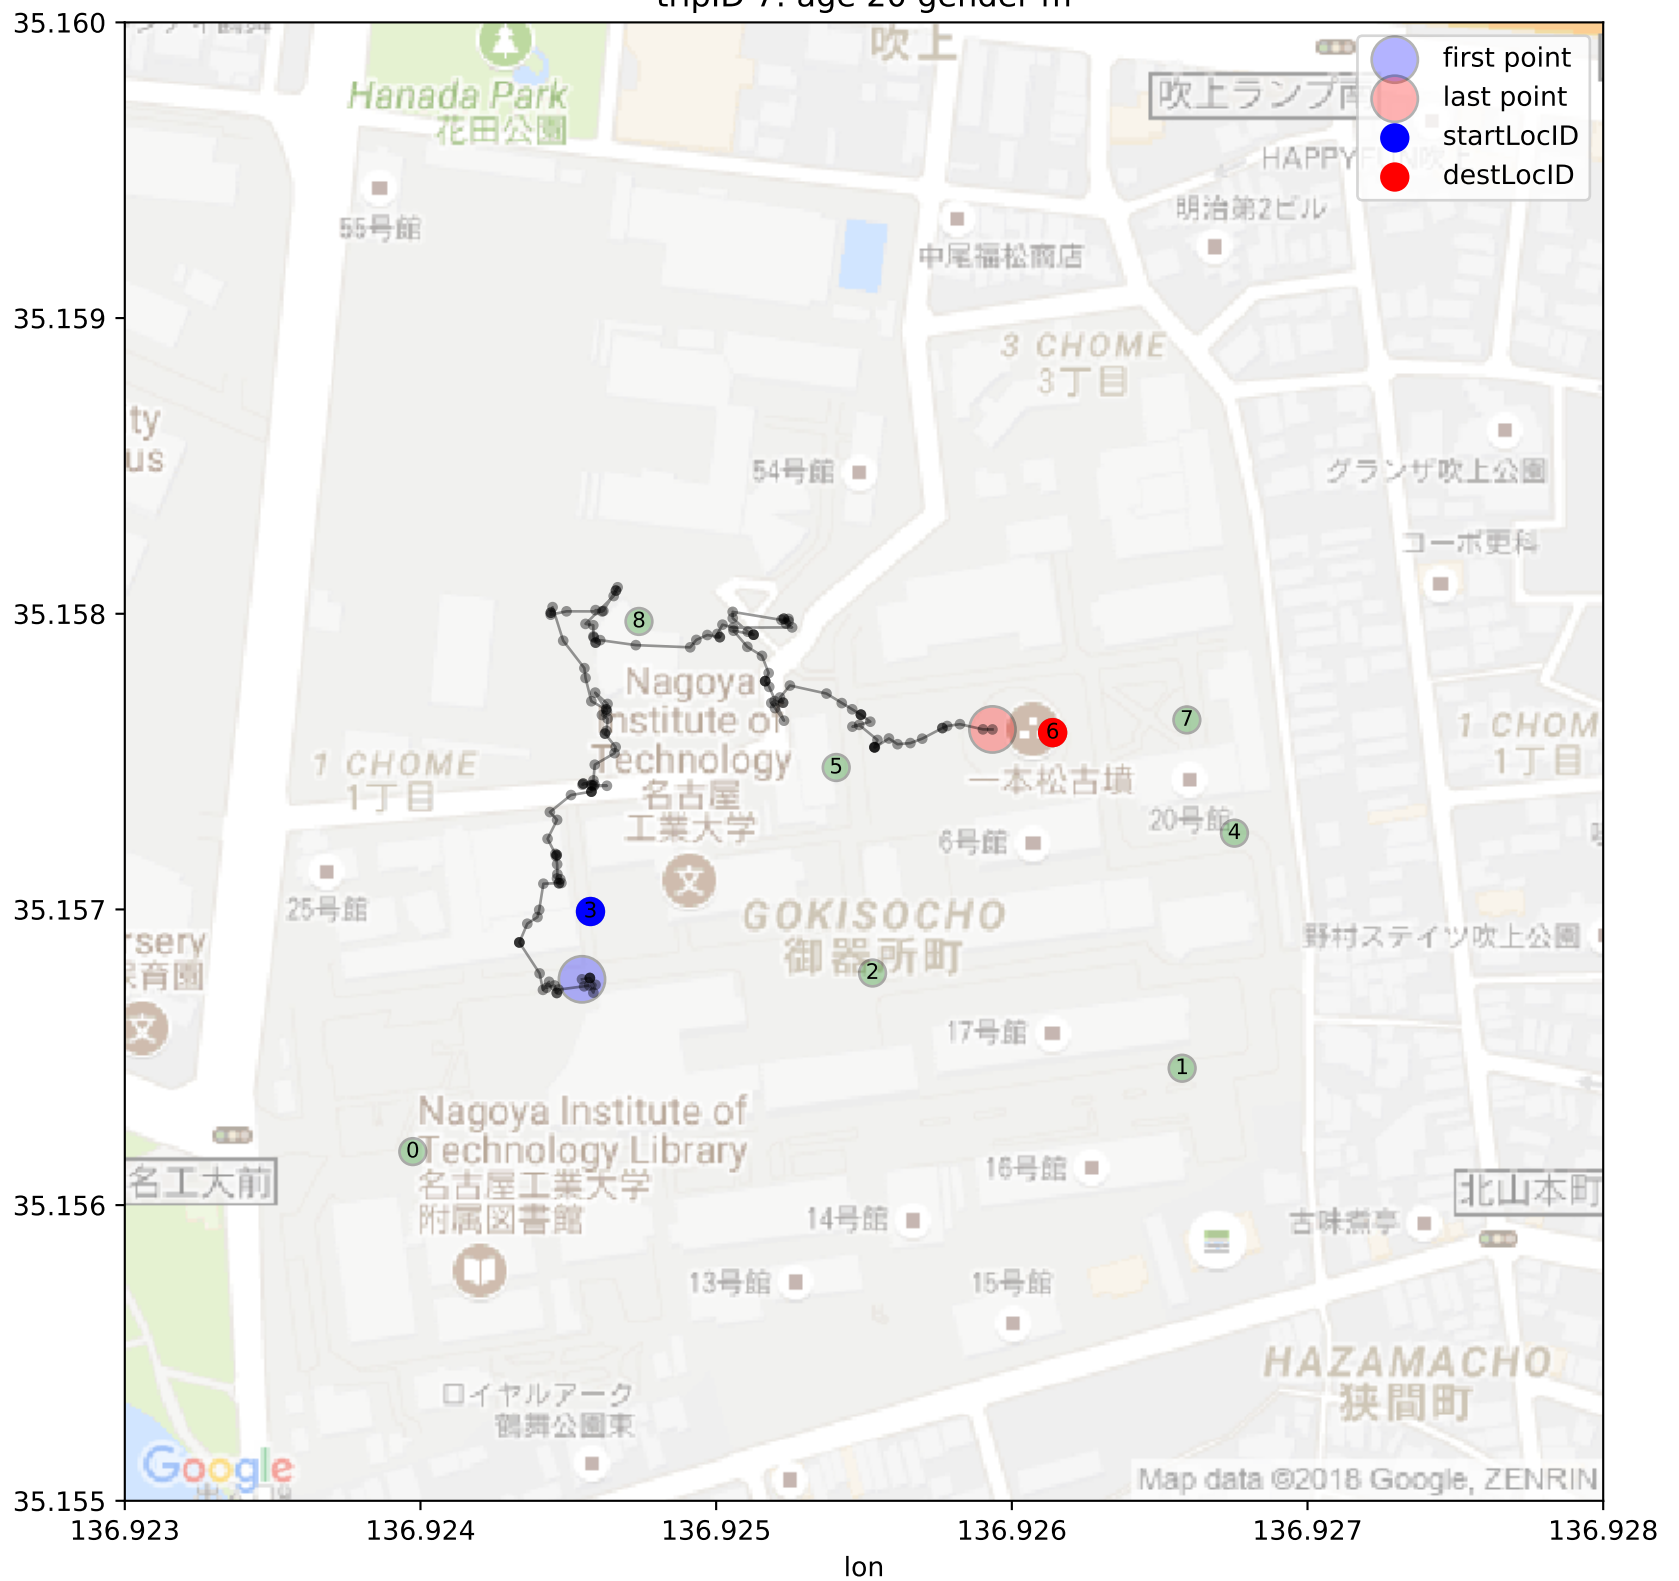 35.160
吹上
first point
Hanada Park
花田公園
吹上ランプ南
last point
startLocID
destLocID
明治第2ビル
55号館
中尾福松商店
35.159
3 CHOME
3丁目
ty
us
54号館
グランザ吹上公園
コーポ更科
35.158
8
Nagoya
Institute of
Technology
名古屋
工業大学
7
6
1 CHOM
1丁目
1 CHOME
1丁目
5
一本松古墳
20号館
4
6号館
35.157
25号館
3
GOKISOCHO
御器所町
野村ステイツ吹上公園
rsery
保育園
2
17号館
1
Nagoya Institute of
Technology Library
名古屋工業大学
附属図書館
0
名工大前
16号館
北山本町
35.156
14号館
古味煮亭
13号館
15号館
HAZAMACHO
狭間町
ロイヤルアーク
鶴舞公園東
Google
Map data ©2018 Google, ZENRIN
35.155
136.923
136.924
136.925
136.926
136.927
136.928
lon